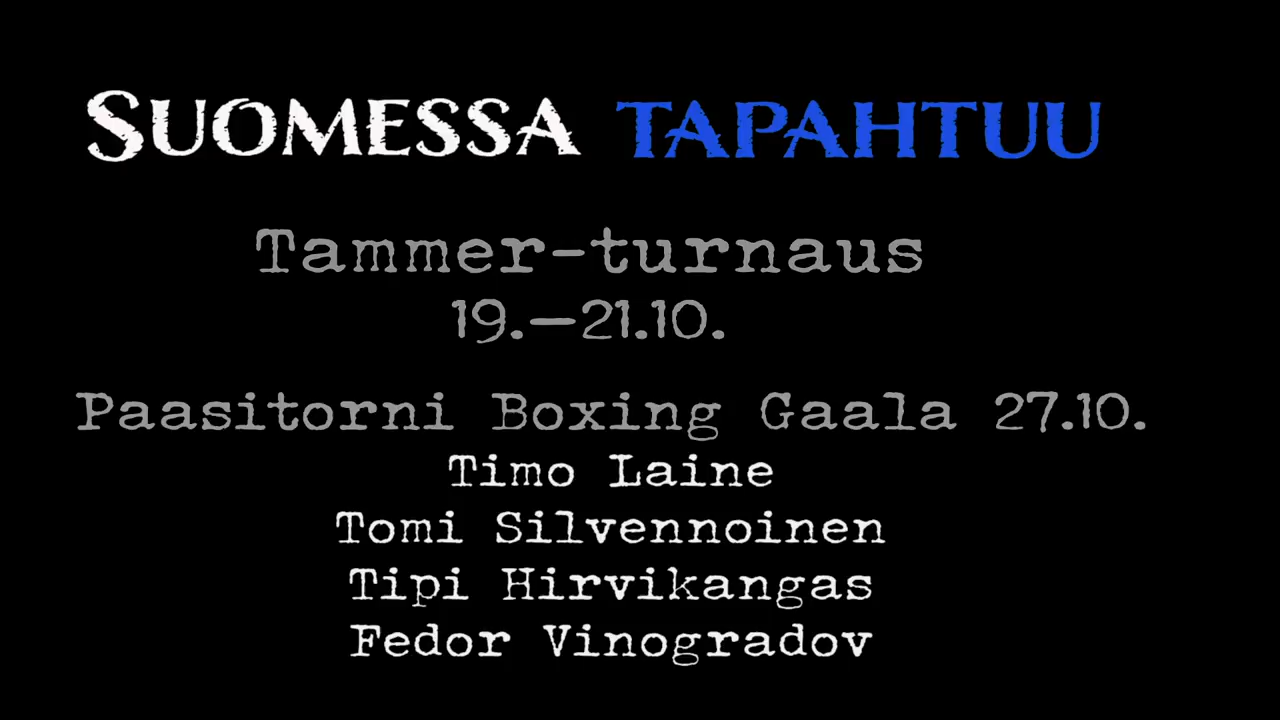 SUOMESSA TAPAHTUU
Tammer-turnaus
19.—21.10.
Paasitorni Boxing Gaala 27.10.
Timo Laine
Tomi Silvennoinen
Tipi Hirvikangas
Fedor Vinogradov